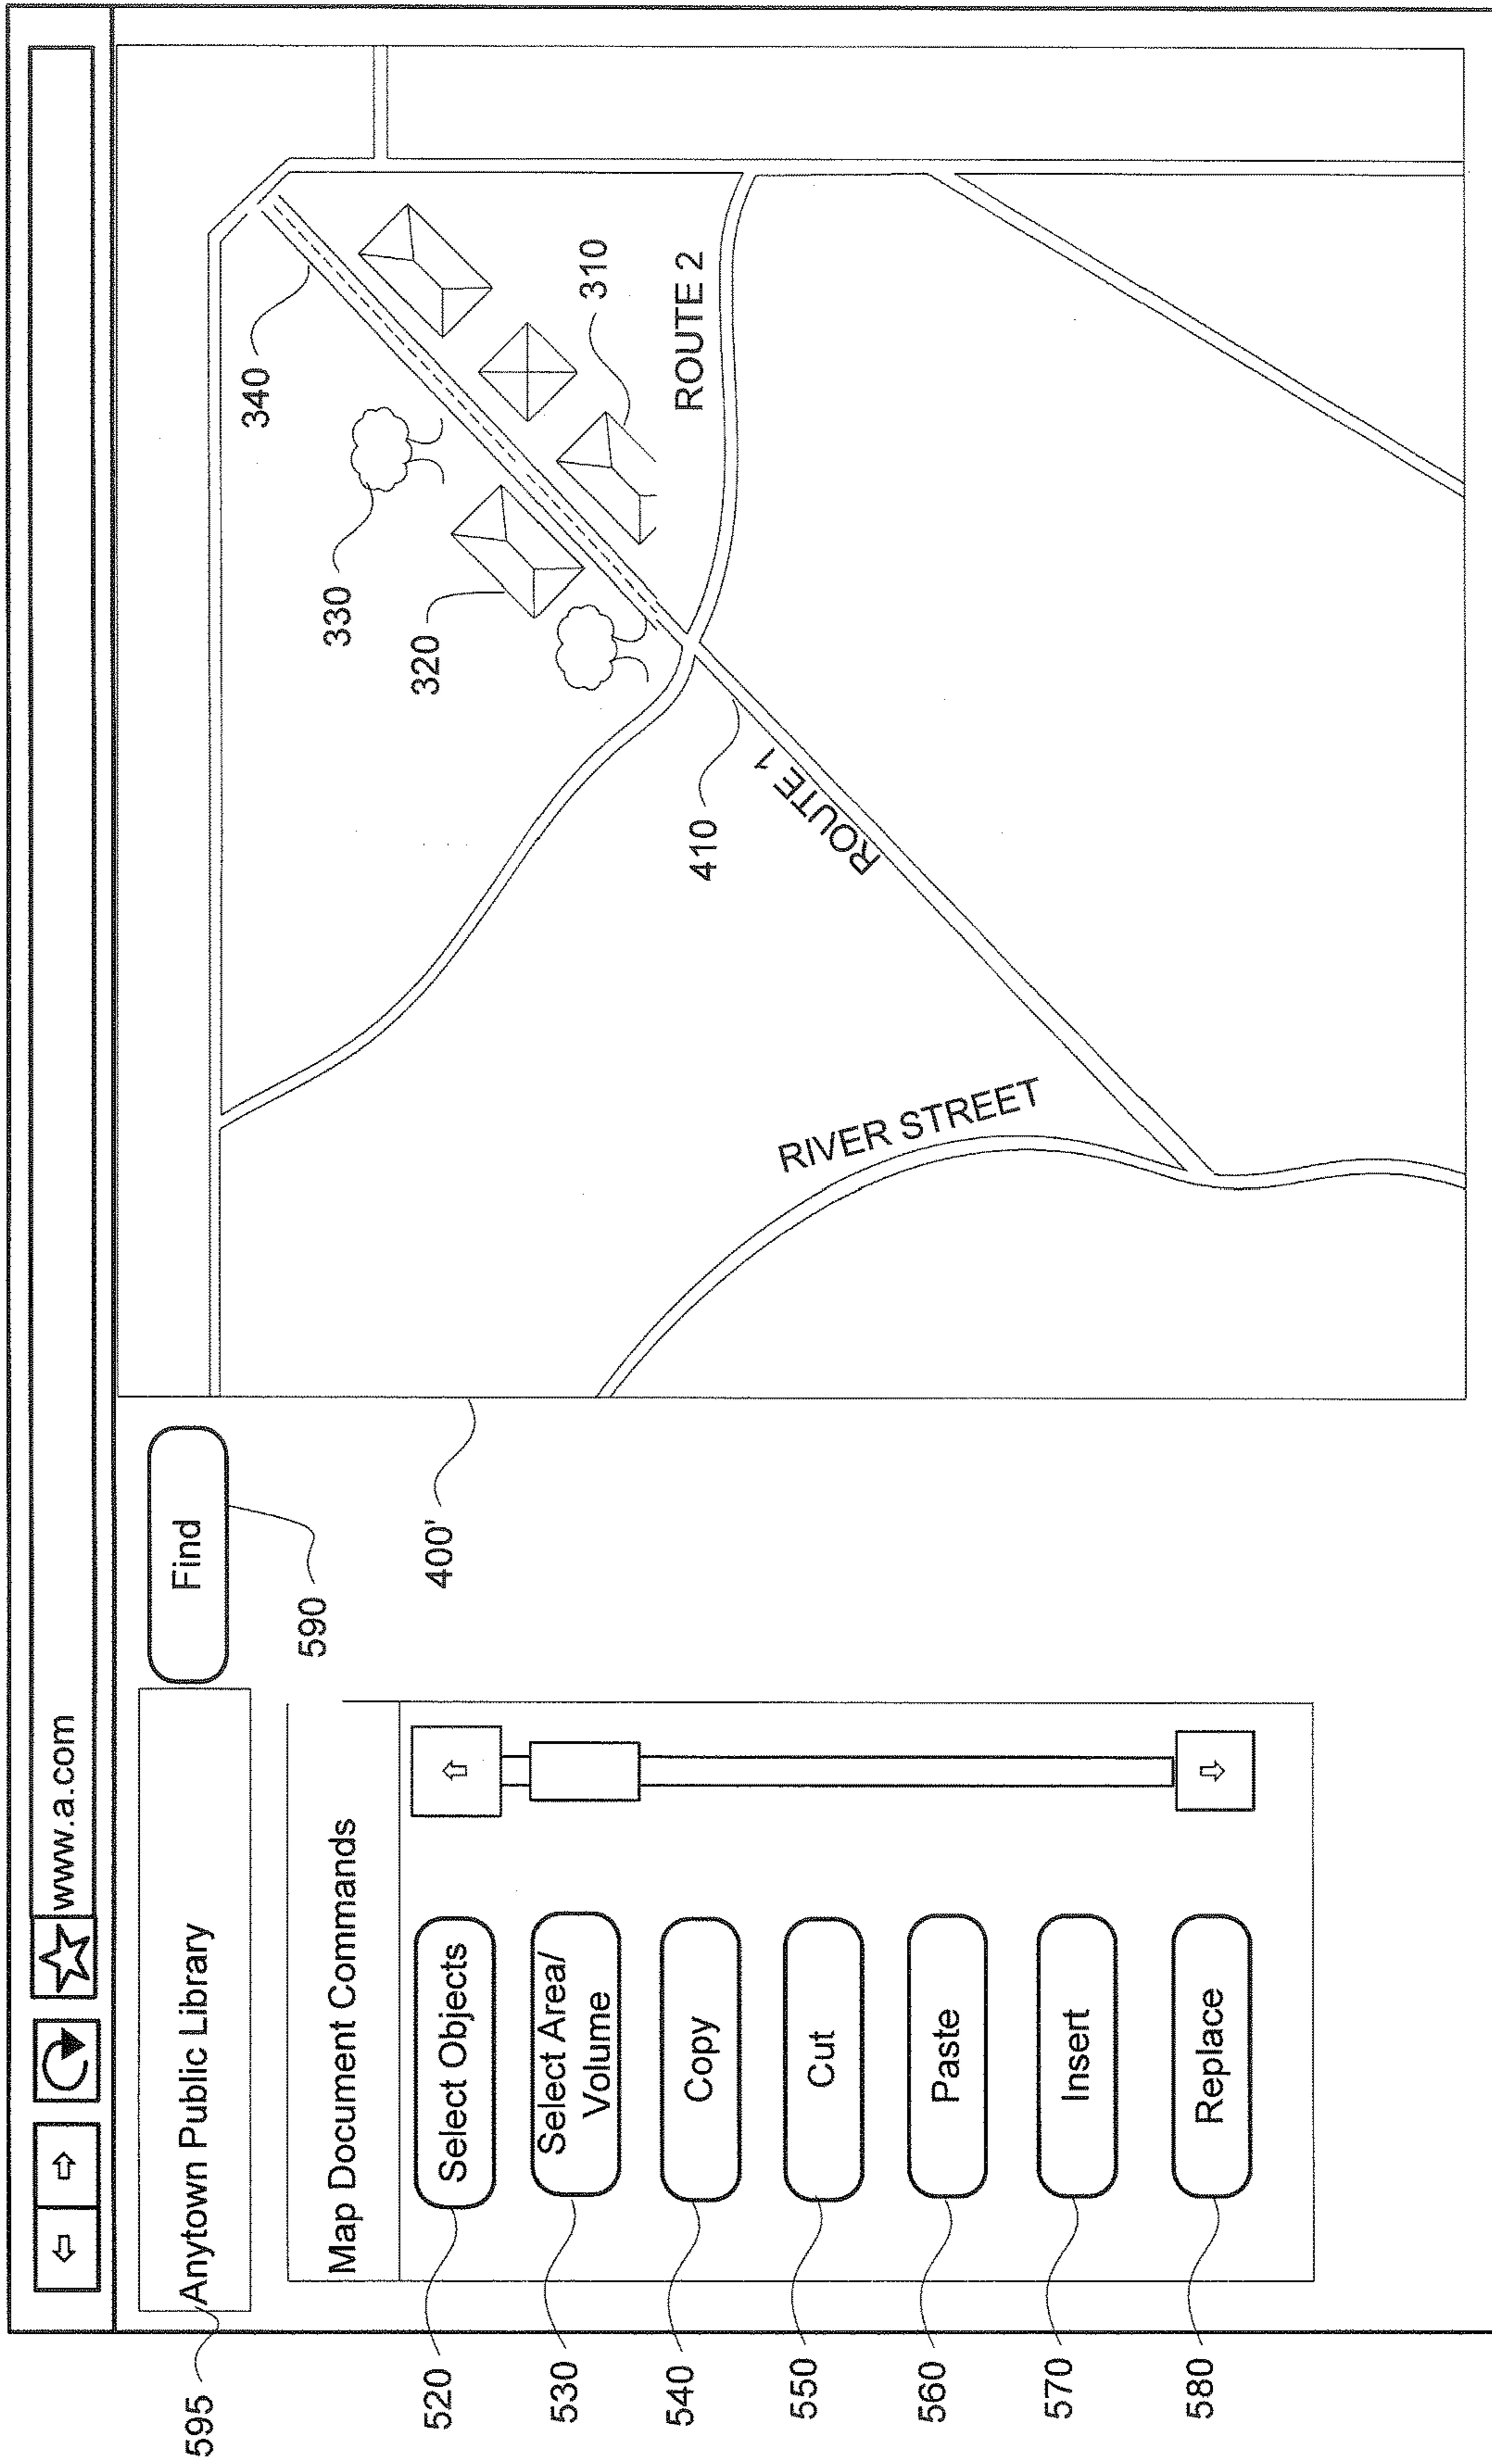 www.a.com
595
Anytown Public Library
Find
590
Map Document Commands
520
Select Objects
530
Select Area/
Volume
540
Copy
550
Cut
560
Paste
570
Insert
580
Replace
400'
340
330
320
310
ROUTE 2
410
ROUTE 1
RIVER STREET